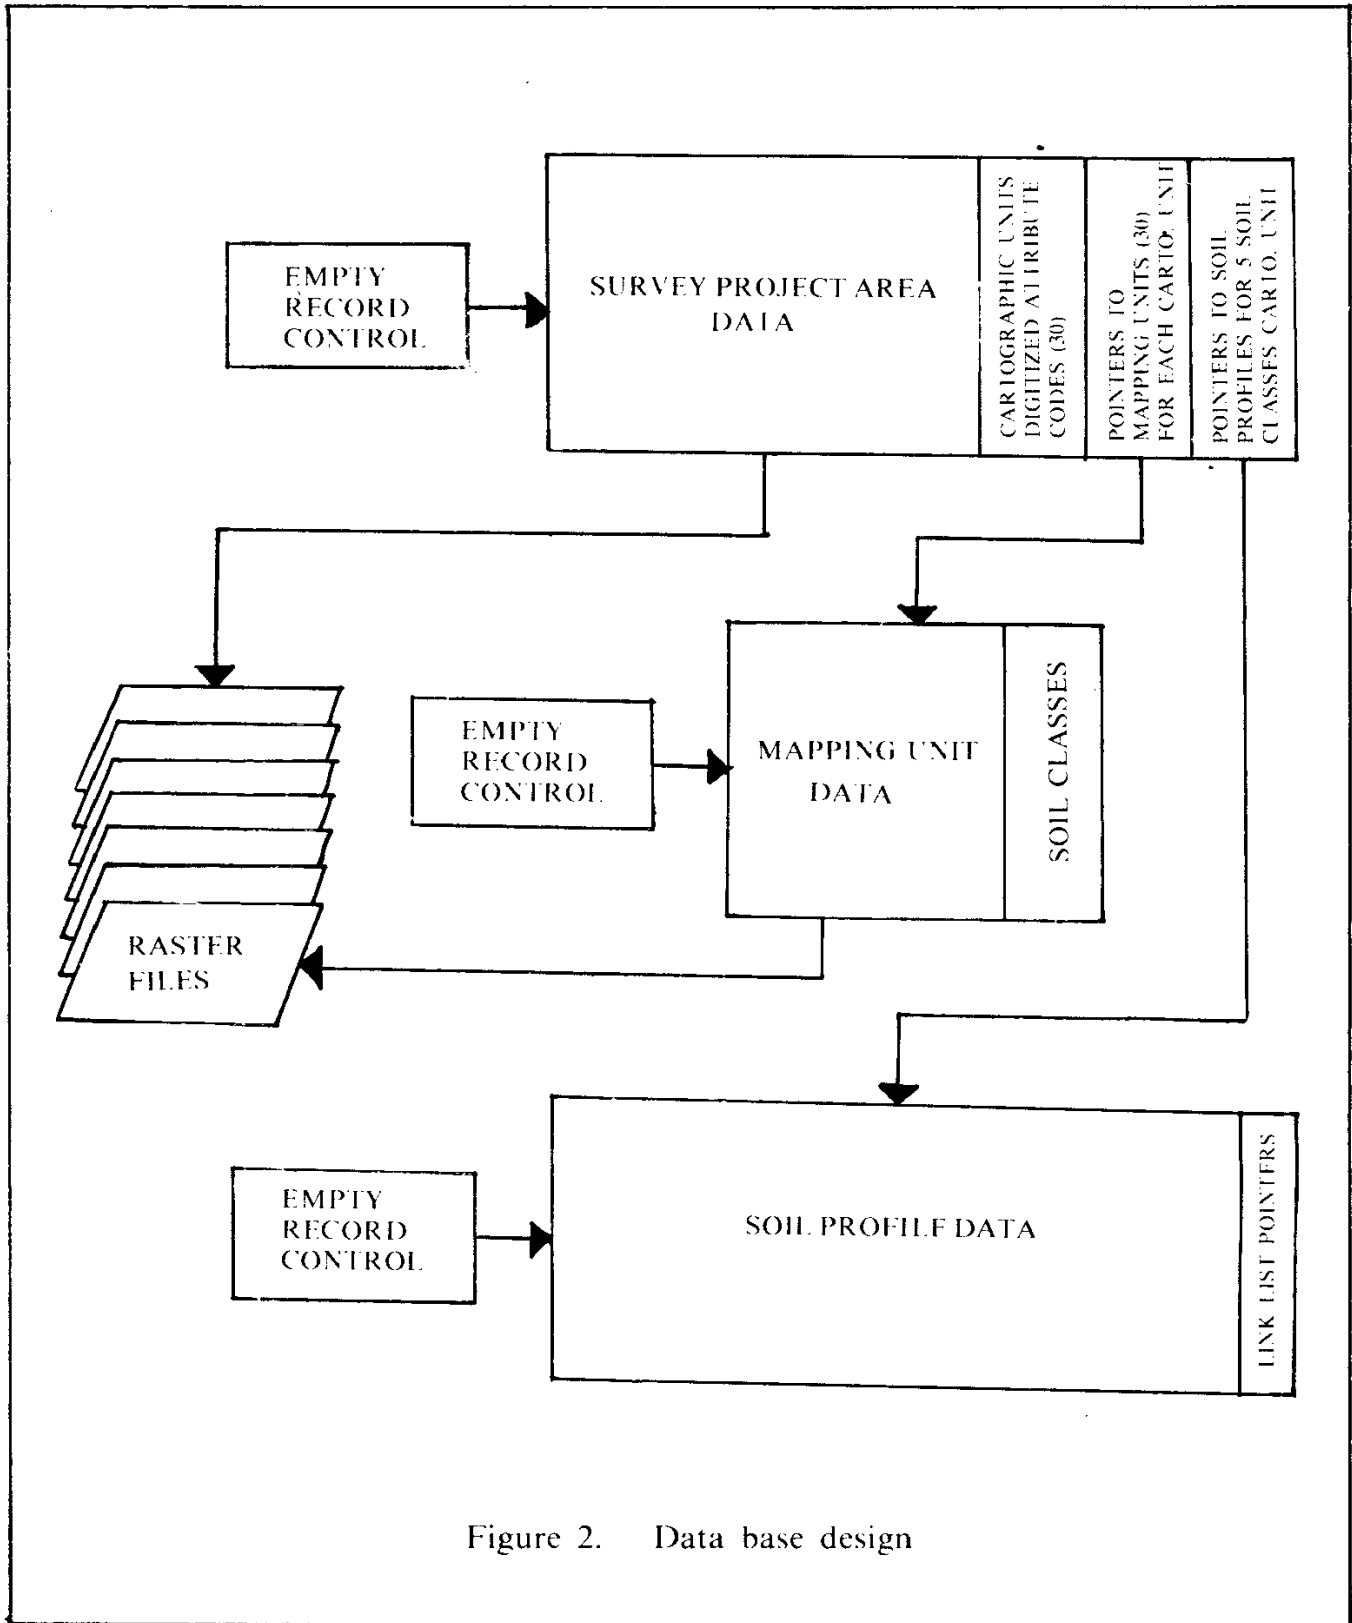 EMPTY
RECORD
CONTROL
SURVEY PROJECT AREA
DATA
CARTOGRAPHIC UNITS
DIGITIZED ATTRIBUTE
CODES (30)
POINTERS TO
MAPPING UNITS (30)
FOR EACH CARTO. UNIT
POINTERS TO SOIL
PROFILES FOR 5 SOIL
CLASSES CARTO. UNIT
EMPTY
RECORD
CONTROL
MAPPING UNIT
DATA
SOIL CLASSES
RASTER
FILES
EMPTY
RECORD
CONTROL
SOIL PROFILE DATA
LINK LIST POINTERS
Figure 2. Data base design